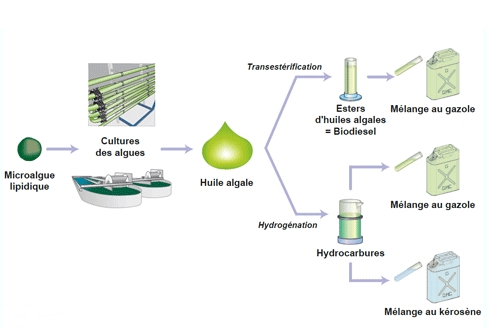 Microalgue
lipidique
Cultures
des algues
Huile algale
Transestérification
Hydrogénation
Esters
d'huiles algales
= Biodiesel
Mélange au gazole
Hydrocarbures
Mélange au gazole
Mélange au kérosène